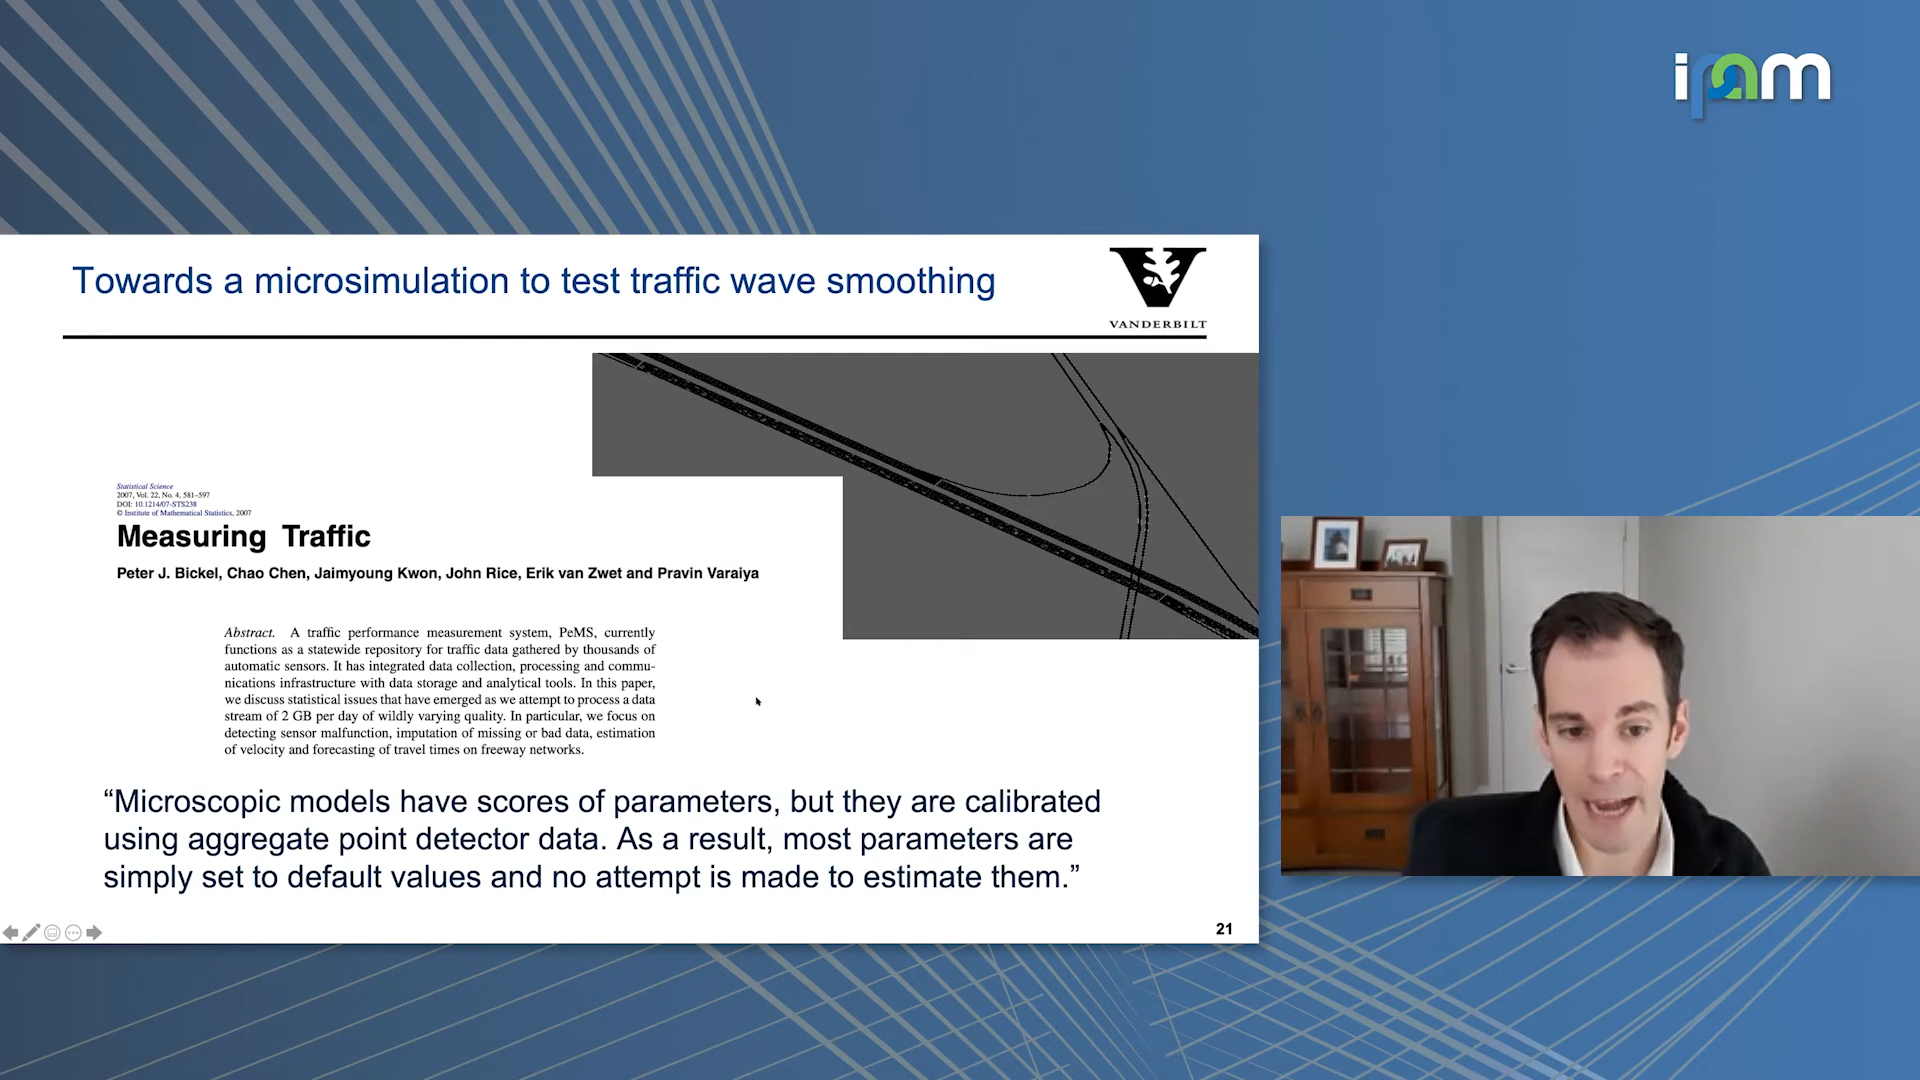 ipam
Towards a microsimulation to test traffic wave smoothing
VANDERBILT
Statistical Science
2007, Vol. 22, No. 4, 581–597
DOI: 10.1214/07-STS238
© Institute of Mathematical Statistics, 2007
Measuring Traffic
Peter J. Bickel, Chao Chen, Jaimyoung Kwon, John Rice, Erik van Zwet and Pravin Varaiya
Abstract. A traffic performance measurement system, PeMS, currently
functions as a statewide repository for traffic data gathered by thousands of
automatic sensors. It has integrated data collection, processing and commu-
nications infrastructure with data storage and analytical tools. In this paper,
we discuss statistical issues that have emerged as we attempt to process a data
stream of 2 GB per day of wildly varying quality. In particular, we focus on
detecting sensor malfunction, imputation of missing or bad data, estimation
of velocity and forecasting of travel times on freeway networks.
“Microscopic models have scores of parameters, but they are calibrated
using aggregate point detector data. As a result, most parameters are
simply set to default values and no attempt is made to estimate them.”
21